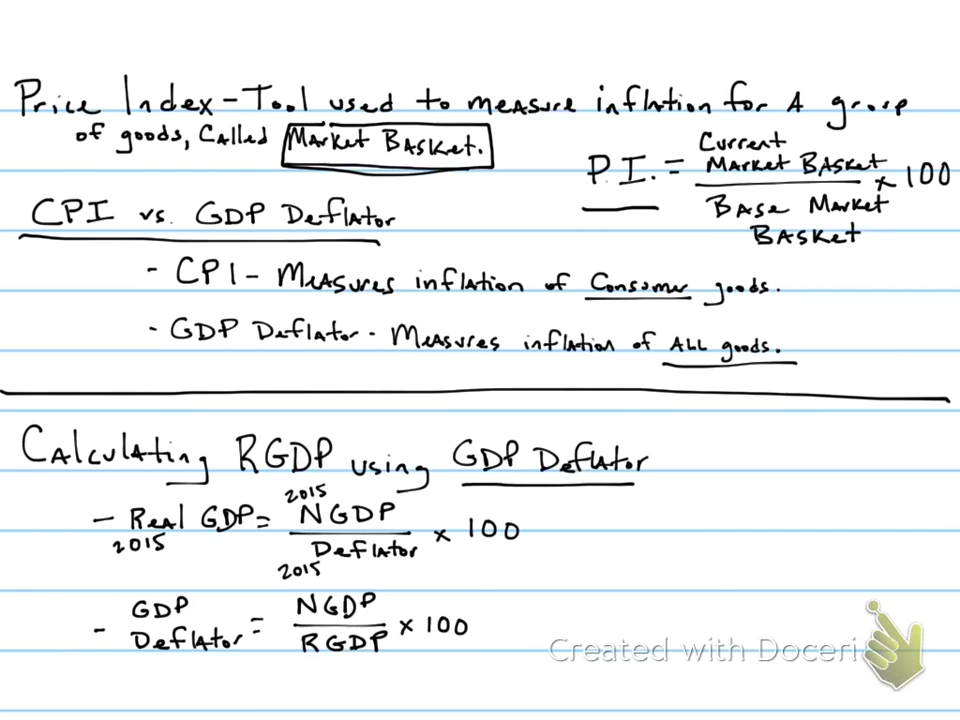 Price Index - Tool used to measure inflation for a group
of goods, called Market Basket.
P.I. = Current Market Basket / Base Market Basket x 100
CPI vs. GDP Deflator
- CPI - Measures inflation of Consumer goods.
- GDP Deflator - Measures inflation of ALL goods.
Calculating RGDP using GDP Deflator
- Real GDP 2015 = 2015 NGDP / Deflator 2015 x 100
- GDP Deflator = NGDP / RGDP x 100
Created with Doceri